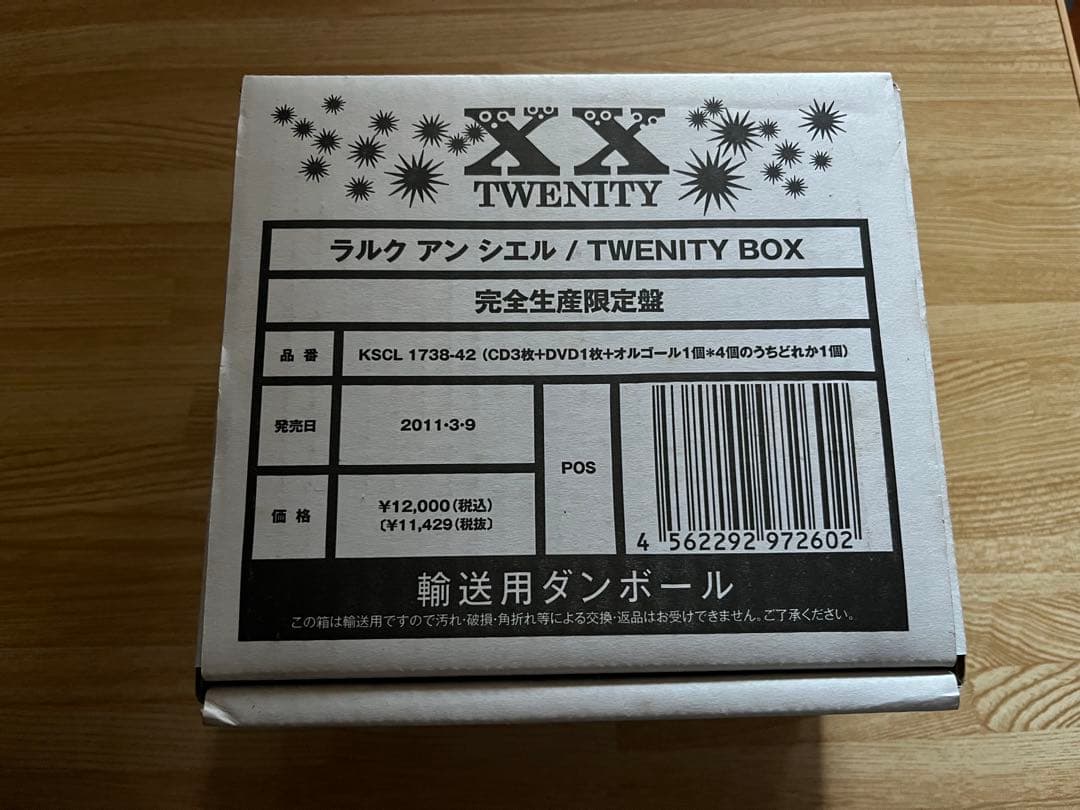 XX
TWENITY
ラルク アン シエル / TWENITY BOX
完全生産限定盤
品番
KSCL 1738-42 (CD3枚+DVD1枚+オルゴール1個*4個のうちどれか1個)
発売日
2011・3・9
価格
¥12,000(税込)
〔¥11,429(税抜)〕
POS
4 562292 972602
輸送用ダンボール
この箱は輸送用ですので汚れ・破損・角折れ等による交換・返品はお受けできません。ご了承ください。